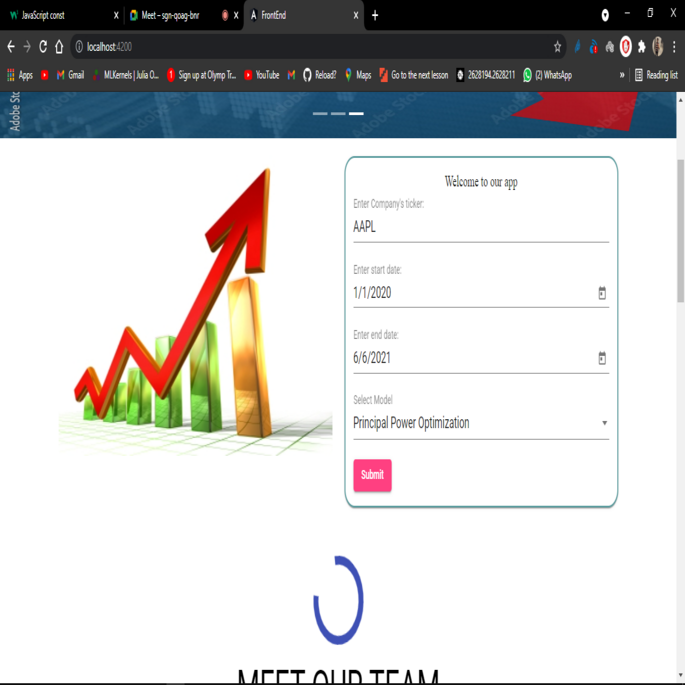 JavaScript const
Meet – sgn-qoag-bnr
FrontEnd
localhost:4200
Apps
Gmail
MLKernels | Julia O...
Sign up at Olymp Tr...
YouTube
Reload?
Maps
Go to the next lesson
2628194.2628211
(2) WhatsApp
»
Reading list
Adobe Stoc
Welcome to our app
Enter Company's ticker:
AAPL
Enter start date:
1/1/2020
Enter end date:
6/6/2021
Select Model
Principal Power Optimization
Submit
MEET OUR TEAM